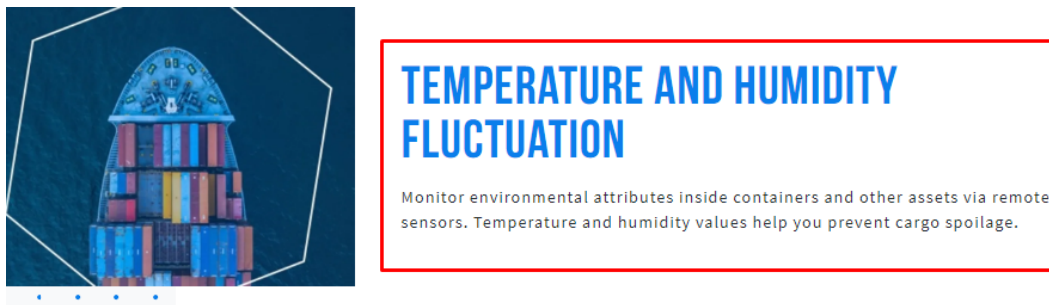 TEMPERATURE AND HUMIDITY
FLUCTUATION
Monitor environmental attributes inside containers and other assets via remote
sensors. Temperature and humidity values help you prevent cargo spoilage.